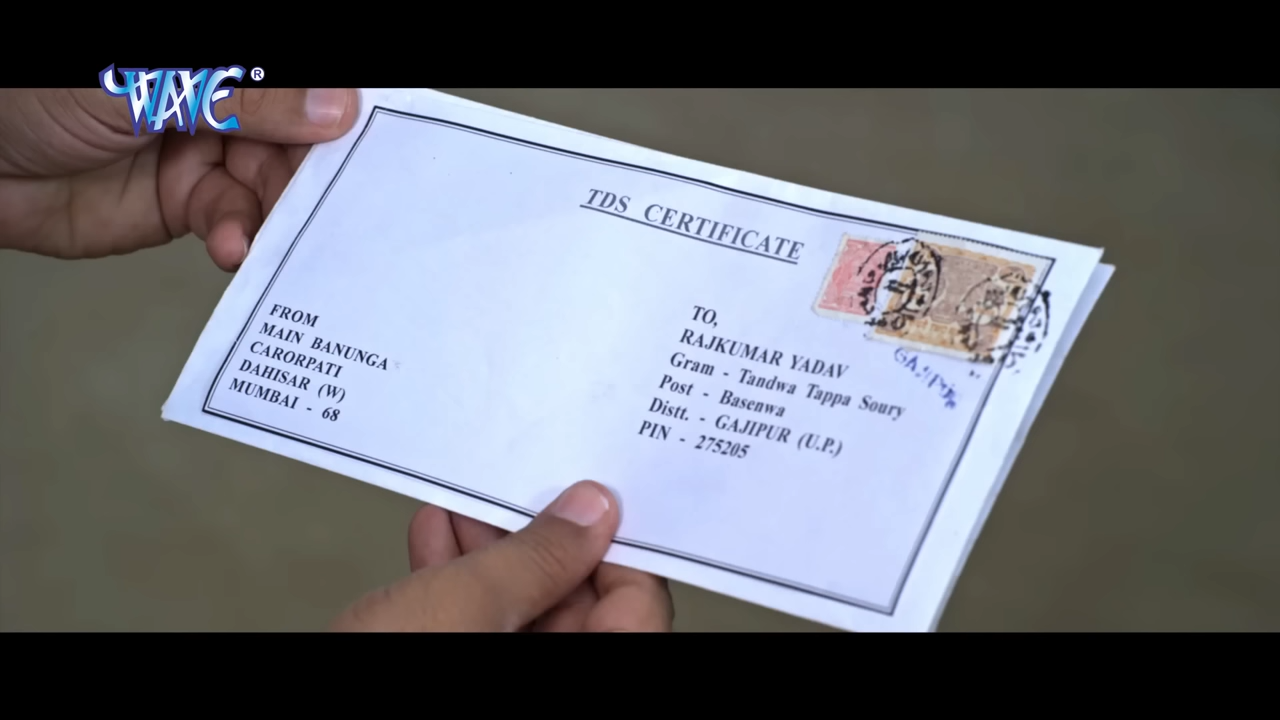 WAVE®
TDS CERTIFICATE
FROM
MAIN BANUNGA
CARORPATI
DAHISAR (W)
MUMBAI - 68
TO,
RAJKUMAR YADAV
Gram - Tandwa Tappa Soury
Post - Basenwa
Distt. - GAJIPUR (U.P.)
PIN - 275205